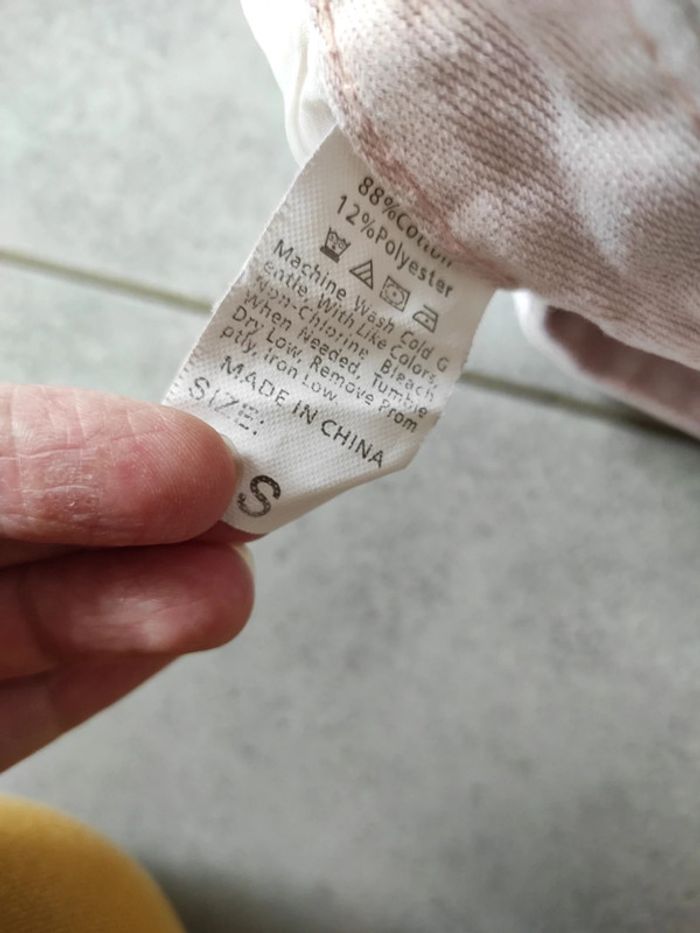 88%Cotton
12%Polyester
Machine Wash Cold G
entle, With Like Colors,
Non-Chlorine Bleach
When Needed, Tumble
Dry Low, Remove Prom
ptly, Iron Low
MADE IN CHINA
SIZE:
S